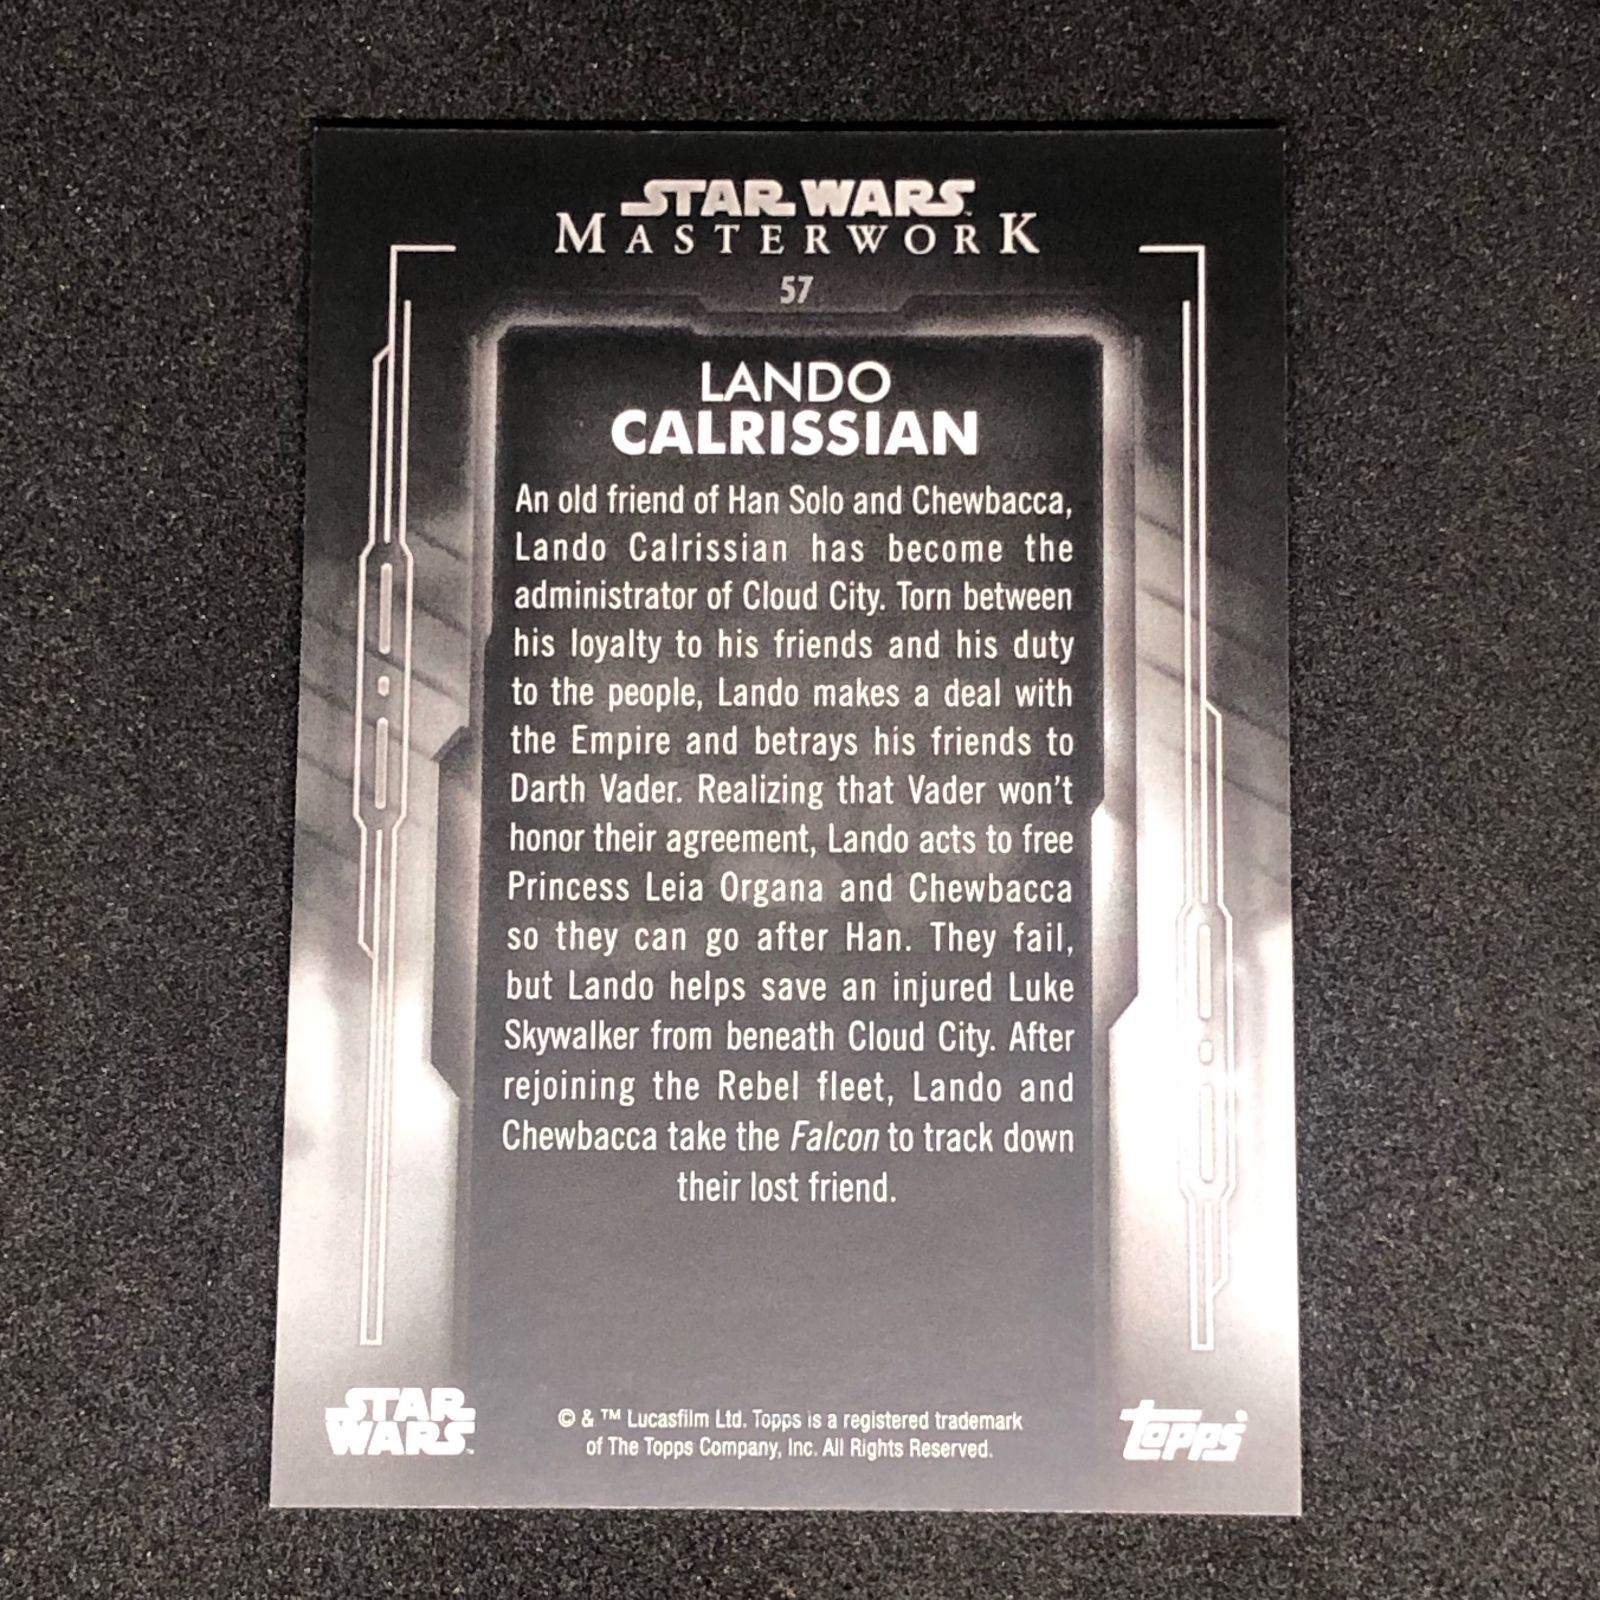 STAR WARS
MASTERWORK
57
LANDO
CALRISSIAN
An old friend of Han Solo and Chewbacca,
Lando Calrissian has become the
administrator of Cloud City. Torn between
his loyalty to his friends and his duty
to the people, Lando makes a deal with
the Empire and betrays his friends to
Darth Vader. Realizing that Vader won't
honor their agreement, Lando acts to free
Princess Leia Organa and Chewbacca
so they can go after Han. They fail,
but Lando helps save an injured Luke
Skywalker from beneath Cloud City. After
rejoining the Rebel fleet, Lando and
Chewbacca take the Falcon to track down
their lost friend.
STAR
WARS
© & ™ Lucasfilm Ltd. Topps is a registered trademark
of The Topps Company, Inc. All Rights Reserved.
topps